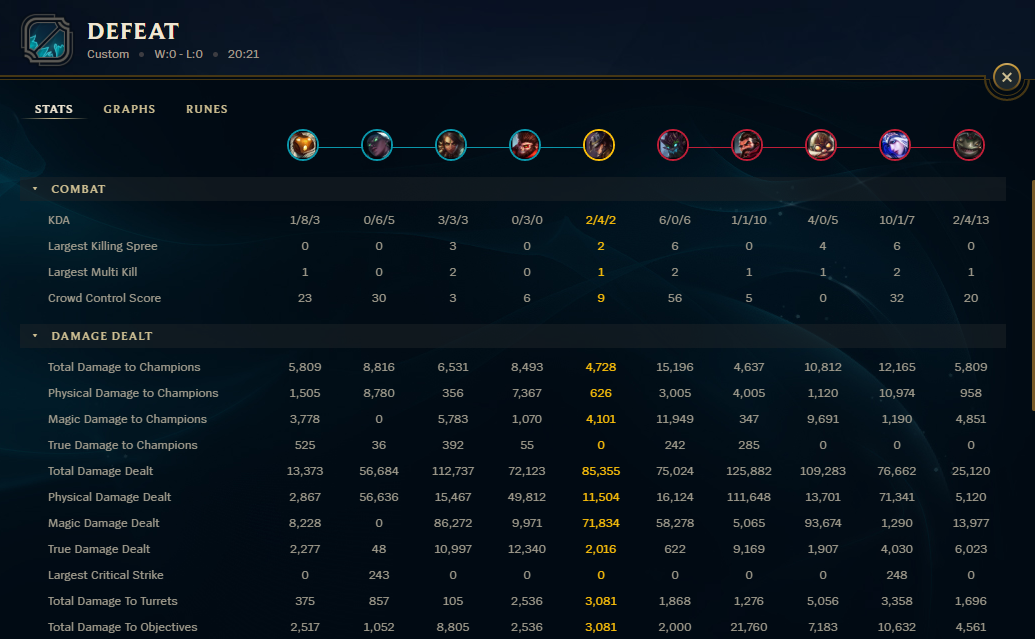 DEFEAT
Custom • W:0 - L:0 • 20:21
STATS GRAPHS RUNES
COMBAT
KDA 1/8/3 0/6/5 3/3/3 0/3/0 2/4/2 6/0/6 1/1/10 4/0/5 10/1/7 2/4/13
Largest Killing Spree 0 0 3 0 2 6 0 4 6 0
Largest Multi Kill 1 0 2 0 1 2 1 1 2 1
Crowd Control Score 23 30 3 6 9 56 5 0 32 20
DAMAGE DEALT
Total Damage to Champions 5,809 8,816 6,531 8,493 4,728 15,196 4,637 10,812 12,165 5,809
Physical Damage to Champions 1,505 8,780 356 7,367 626 3,005 4,005 1,120 10,974 958
Magic Damage to Champions 3,778 0 5,783 1,070 4,101 11,949 347 9,691 1,190 4,851
True Damage to Champions 525 36 392 55 0 242 285 0 0 0
Total Damage Dealt 13,373 56,684 112,737 72,123 85,355 75,024 125,882 109,283 76,662 25,120
Physical Damage Dealt 2,867 56,636 15,467 49,812 11,504 16,124 111,648 13,701 71,341 5,120
Magic Damage Dealt 8,228 0 86,272 9,971 71,834 58,278 5,065 93,674 1,290 13,977
True Damage Dealt 2,277 48 10,997 12,340 2,016 622 9,169 1,907 4,030 6,023
Largest Critical Strike 0 243 0 0 0 0 0 0 248 0
Total Damage To Turrets 375 857 105 2,536 3,081 1,868 1,276 5,056 3,358 1,696
Total Damage To Objectives 2,517 1,052 8,805 2,536 3,081 2,000 21,760 7,183 10,632 4,561